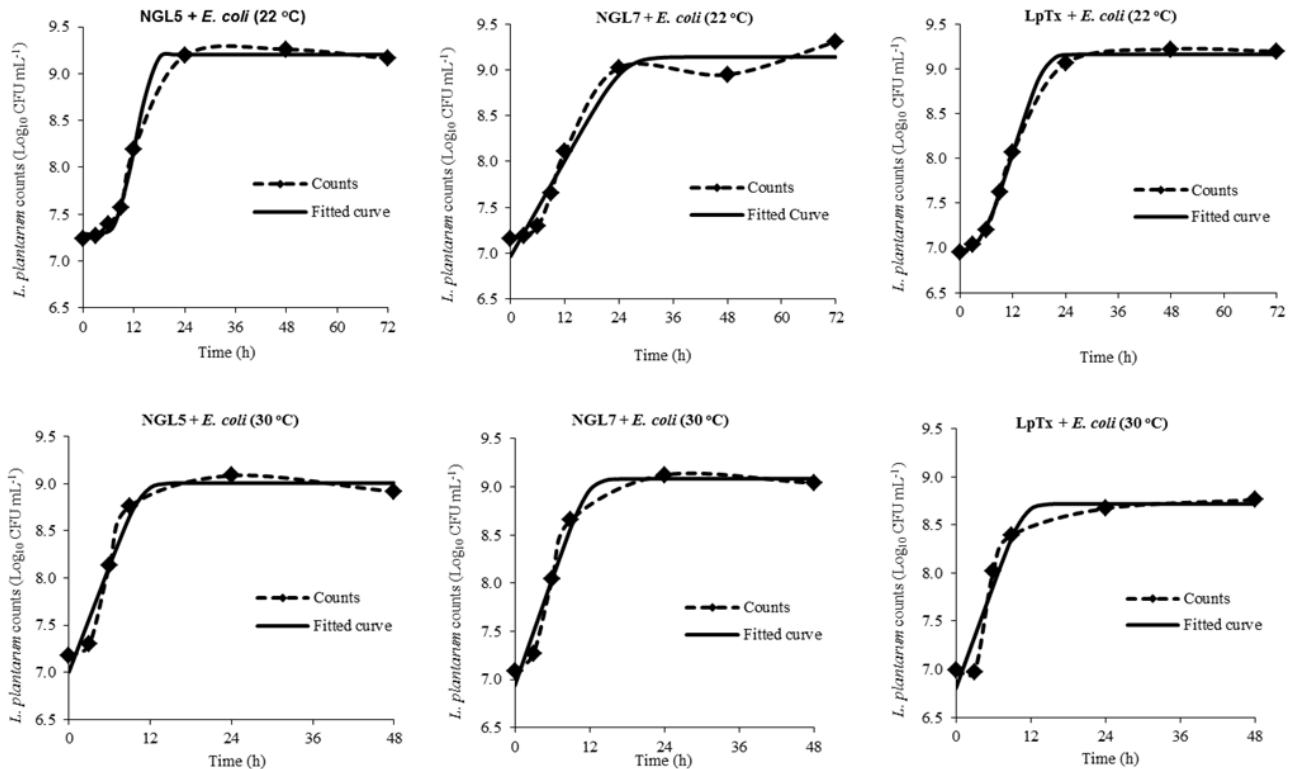 NGL5 + E. coli (22 °C)
L. plantarum counts (Log10 CFU mL-1)
9.5
9.0
8.5
8.0
7.5
7.0
6.5
Counts
Fitted curve
0 12 24 36 48 60 72
Time (h)
NGL7 + E. coli (22 °C)
L. plantarum counts (Log10 CFU mL-1)
9.5
9.0
8.5
8.0
7.5
7.0
6.5
Counts
Fitted Curve
0 12 24 36 48 60 72
Time (h)
LpTx + E. coli (22 °C)
L. plantarum counts (Log10 CFU mL-1)
9.5
9.0
8.5
8.0
7.5
7.0
6.5
Counts
Fitted curve
0 12 24 36 48 60 72
Time (h)
NGL5 + E. coli (30 °C)
L. plantarum counts (Log10 CFU mL-1)
9.5
9.0
8.5
8.0
7.5
7.0
6.5
Counts
Fitted curve
0 12 24 36 48
Time (h)
NGL7 + E. coli (30 °C)
L. plantarum counts (Log10 CFU mL-1)
9.5
9.0
8.5
8.0
7.5
7.0
6.5
Counts
Fitted curve
0 12 24 36 48
Time (h)
LpTx + E. coli (30 °C)
L. plantarum counts (Log10 CFU mL-1)
9.5
9.0
8.5
8.0
7.5
7.0
6.5
Counts
Fitted curve
0 12 24 36 48
Time (h)